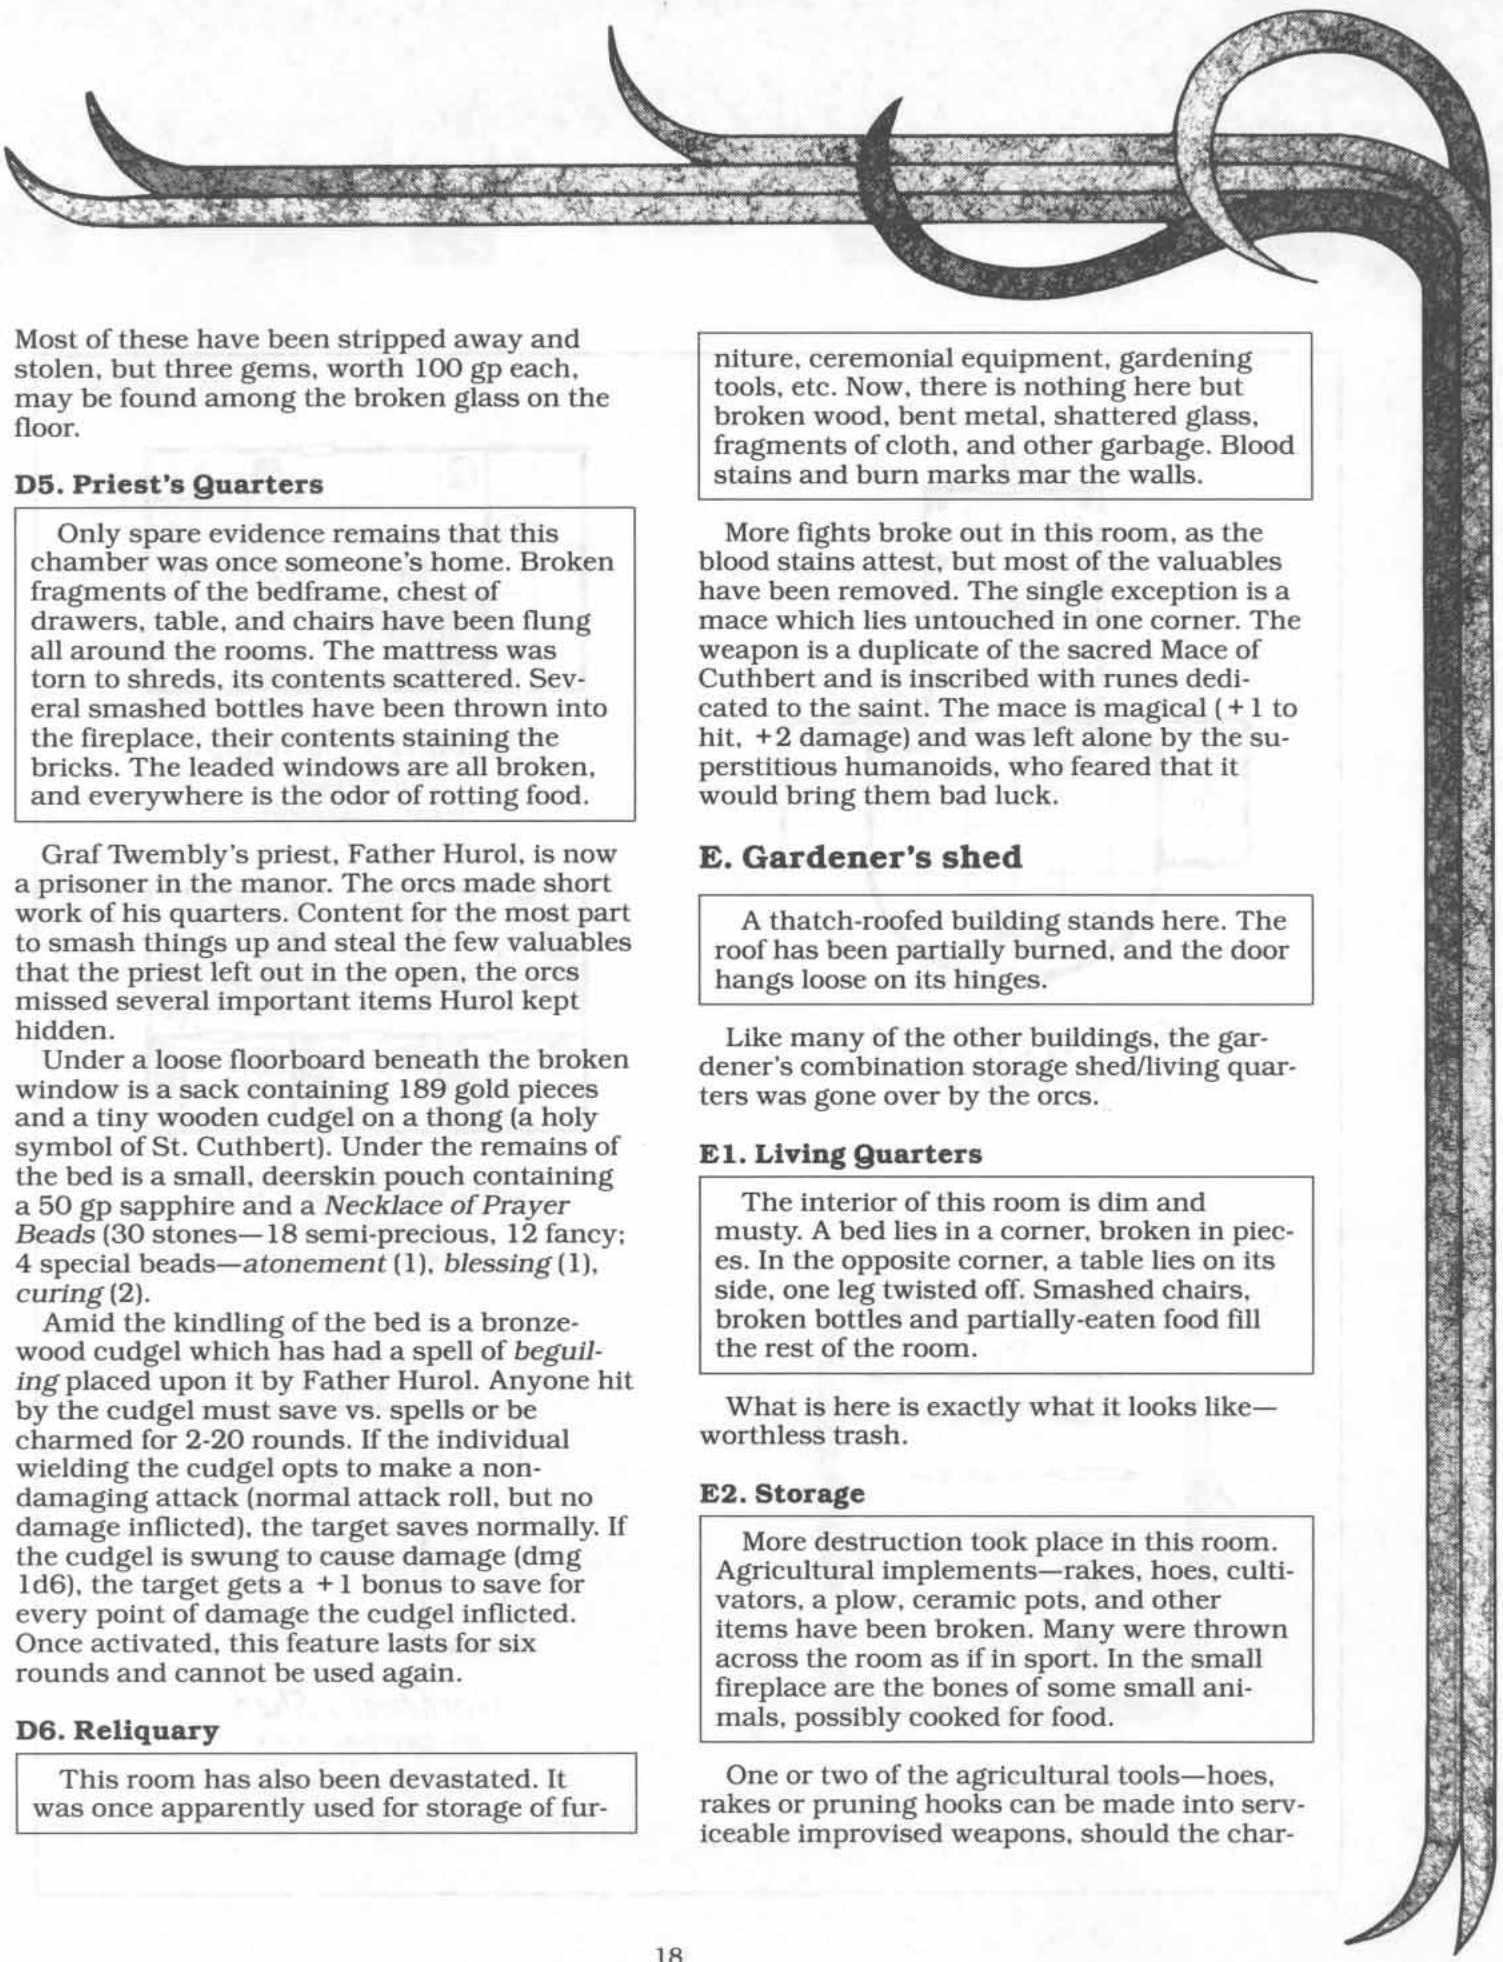 Most of these have been stripped away and
stolen, but three gems, worth 100 gp each,
may be found among the broken glass on the
floor.
D5. Priest's Quarters
Only spare evidence remains that this
chamber was once someone's home. Broken
fragments of the bedframe, chest of
drawers, table, and chairs have been flung
all around the rooms. The mattress was
torn to shreds, its contents scattered. Sev-
eral smashed bottles have been thrown into
the fireplace, their contents staining the
bricks. The leaded windows are all broken,
and everywhere is the odor of rotting food.
Graf Twembly's priest, Father Hurol, is now
a prisoner in the manor. The orcs made short
work of his quarters. Content for the most part
to smash things up and steal the few valuables
that the priest left out in the open, the orcs
missed several important items Hurol kept
hidden.
Under a loose floorboard beneath the broken
window is a sack containing 189 gold pieces
and a tiny wooden cudgel on a thong (a holy
symbol of St. Cuthbert). Under the remains of
the bed is a small, deerskin pouch containing
a 50 gp sapphire and a Necklace of Prayer
Beads (30 stones—18 semi-precious, 12 fancy;
4 special beads—atonement (1), blessing (1),
curing (2).
Amid the kindling of the bed is a bronze-
wood cudgel which has had a spell of beguil-
ing placed upon it by Father Hurol. Anyone hit
by the cudgel must save vs. spells or be
charmed for 2-20 rounds. If the individual
wielding the cudgel opts to make a non-
damaging attack (normal attack roll, but no
damage inflicted), the target saves normally. If
the cudgel is swung to cause damage (dmg
1d6), the target gets a +1 bonus to save for
every point of damage the cudgel inflicted.
Once activated, this feature lasts for six
rounds and cannot be used again.
D6. Reliquary
This room has also been devastated. It
was once apparently used for storage of fur-
niture, ceremonial equipment, gardening
tools, etc. Now, there is nothing here but
broken wood, bent metal, shattered glass,
fragments of cloth, and other garbage. Blood
stains and burn marks mar the walls.
More fights broke out in this room, as the
blood stains attest, but most of the valuables
have been removed. The single exception is a
mace which lies untouched in one corner. The
weapon is a duplicate of the sacred Mace of
Cuthbert and is inscribed with runes dedi-
cated to the saint. The mace is magical (+1 to
hit, +2 damage) and was left alone by the su-
perstitious humanoids, who feared that it
would bring them bad luck.
E. Gardener's shed
A thatch-roofed building stands here. The
roof has been partially burned, and the door
hangs loose on its hinges.
Like many of the other buildings, the gar-
dener's combination storage shed/living quar-
ters was gone over by the orcs.
E1. Living Quarters
The interior of this room is dim and
musty. A bed lies in a corner, broken in piec-
es. In the opposite corner, a table lies on its
side, one leg twisted off. Smashed chairs,
broken bottles and partially-eaten food fill
the rest of the room.
What is here is exactly what it looks like—
worthless trash.
E2. Storage
More destruction took place in this room.
Agricultural implements—rakes, hoes, culti-
vators, a plow, ceramic pots, and other
items have been broken. Many were thrown
across the room as if in sport. In the small
fireplace are the bones of some small ani-
mals, possibly cooked for food.
One or two of the agricultural tools—hoes,
rakes or pruning hooks can be made into serv-
iceable improvised weapons, should the char-
18